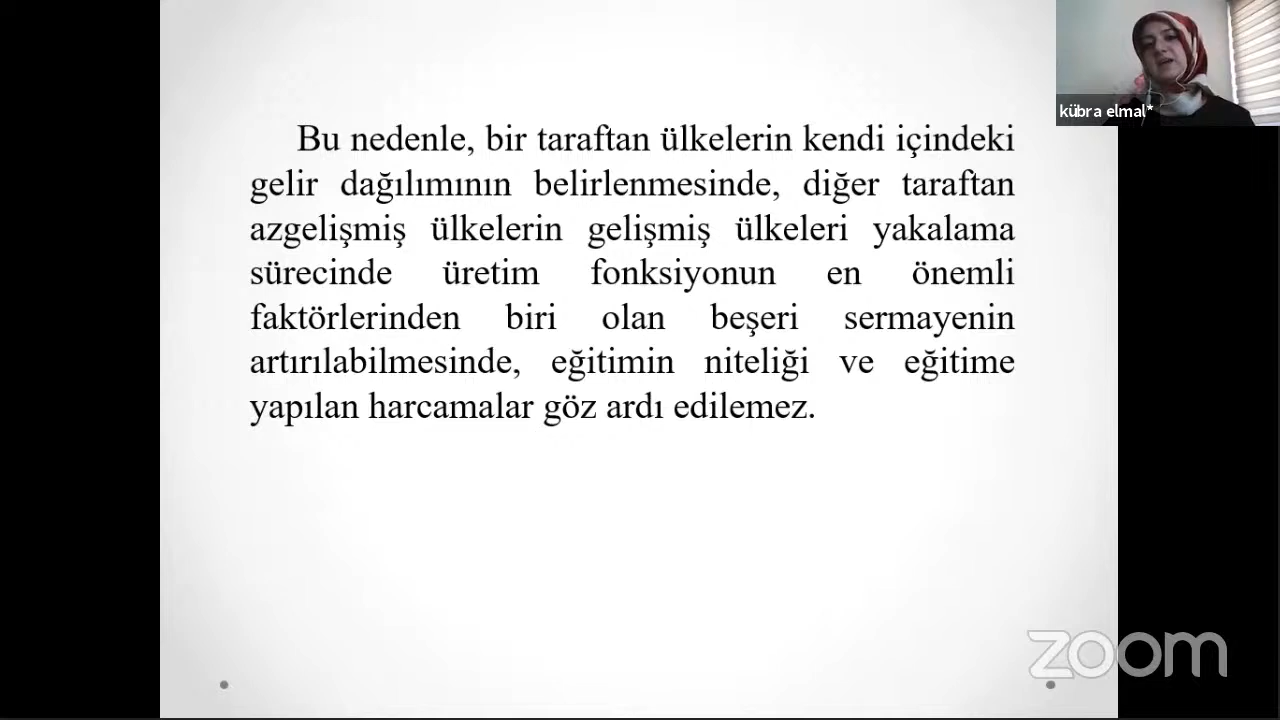 kübra elmal*
Bu nedenle, bir taraftan ülkelerin kendi içindeki
gelir dağılımının belirlenmesinde, diğer taraftan
azgelişmiş ülkelerin gelişmiş ülkeleri yakalama
sürecinde üretim fonksiyonun en önemli
faktörlerinden biri olan beşeri sermayenin
artırılabilmesinde, eğitimin niteliği ve eğitime
yapılan harcamalar göz ardı edilemez.
zoom